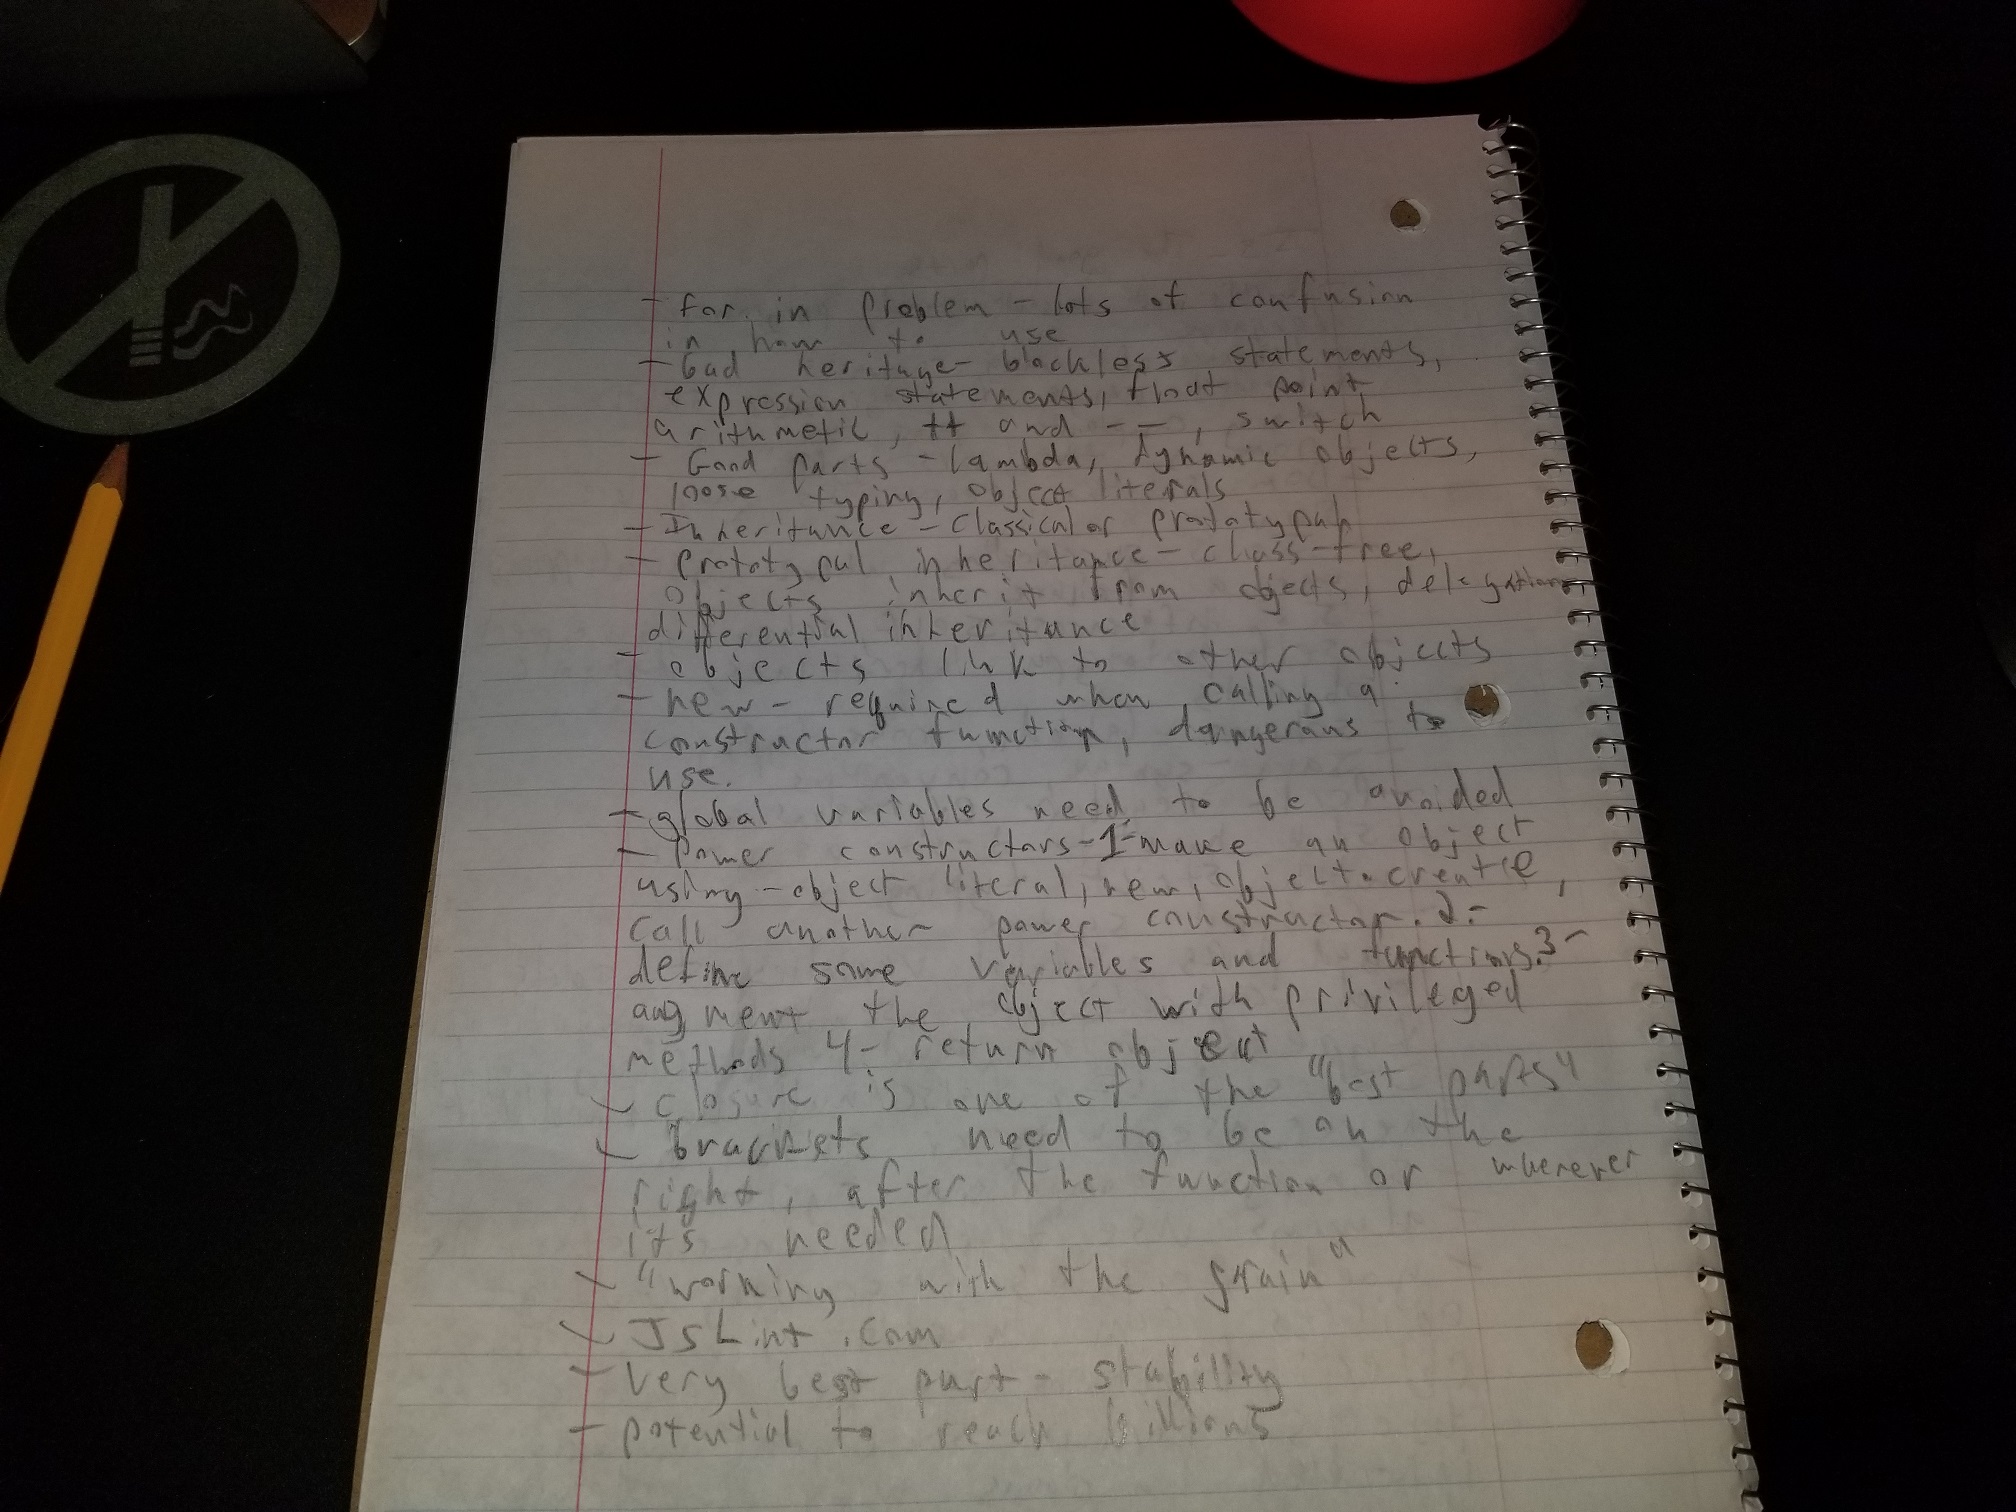 - for in problem - lots of confusion
in how to use
- bad heritage - blockless statements,
expression statements, float point
arithmetic, ++ and --, switch
- Good parts - lambda, dynamic objects,
loose typing, object literals
- Inheritance - classical or prototypal
- prototypal inheritance - class-free,
objects inherit from objects, delegation
differential inheritance
- objects link to other objects
- new - required when calling a
constructor function, dangerous to
use.
- global variables need to be avoided
- Power constructors - 1 - make an object
using - object literal, new, object.create,
call another power constructor. 2 -
define some variables and functions. 3 -
augment the object with privileged
methods 4 - return object
- closure is one of the "best parts"
- brackets need to be on the
right, after the function or wherever
its needed
- "working with the grain"
- JSLint.com
- very best part - stability
- potential to reach billions